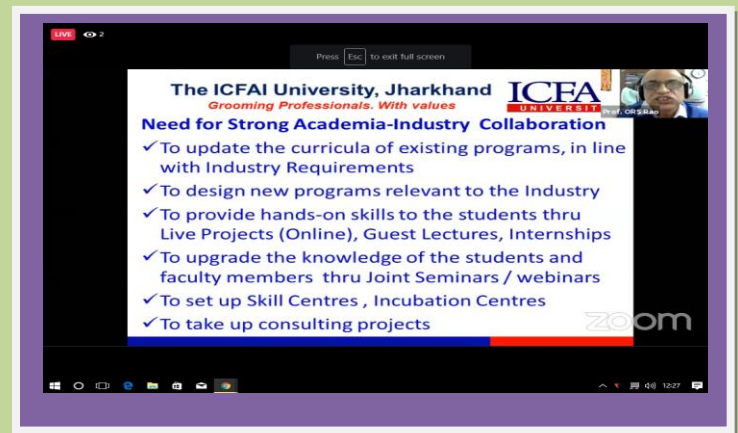 LIVE 2
Press Esc to exit full screen
The ICFAI University, Jharkhand
Grooming Professionals. With values
ICFA
UNIVERSIT
Prof. ORS Rao
Need for Strong Academia-Industry Collaboration
✓To update the curricula of existing programs, in line
with Industry Requirements
✓To design new programs relevant to the Industry
✓To provide hands-on skills to the students thru
Live Projects (Online), Guest Lectures, Internships
✓To upgrade the knowledge of the students and
faculty members thru Joint Seminars / webinars
✓To set up Skill Centres , Incubation Centres
✓To take up consulting projects
zoom
12:27